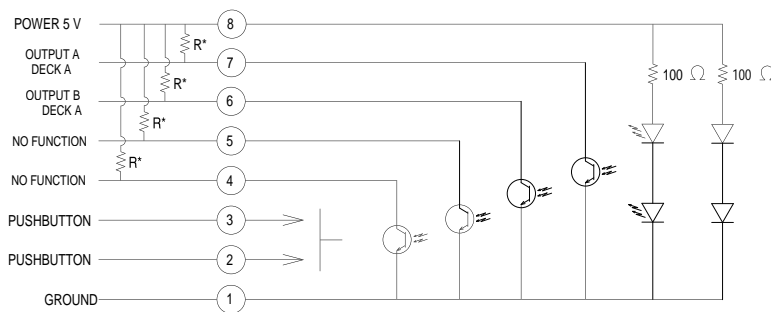 POWER 5 V 8
R*
OUTPUT A 7
DECK A
R*
OUTPUT B 6
DECK A
R*
NO FUNCTION 5
R*
NO FUNCTION 4
PUSHBUTTON 3
PUSHBUTTON 2
GROUND 1
100 Ω 100 Ω